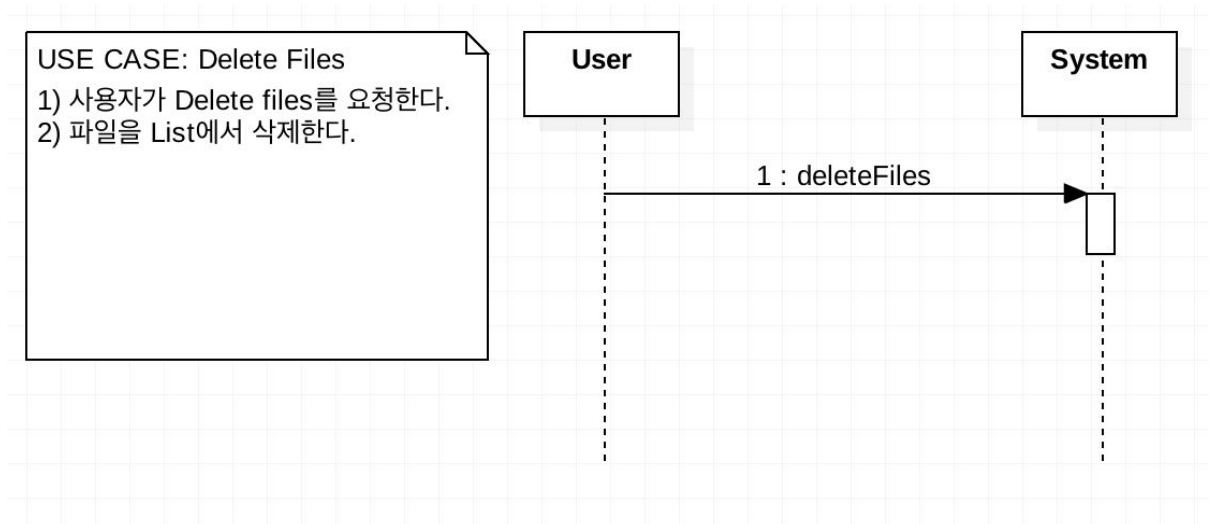 USE CASE: Delete Files
1) 사용자가 Delete files를 요청한다.
2) 파일을 List에서 삭제한다.
User
System
1 : deleteFiles